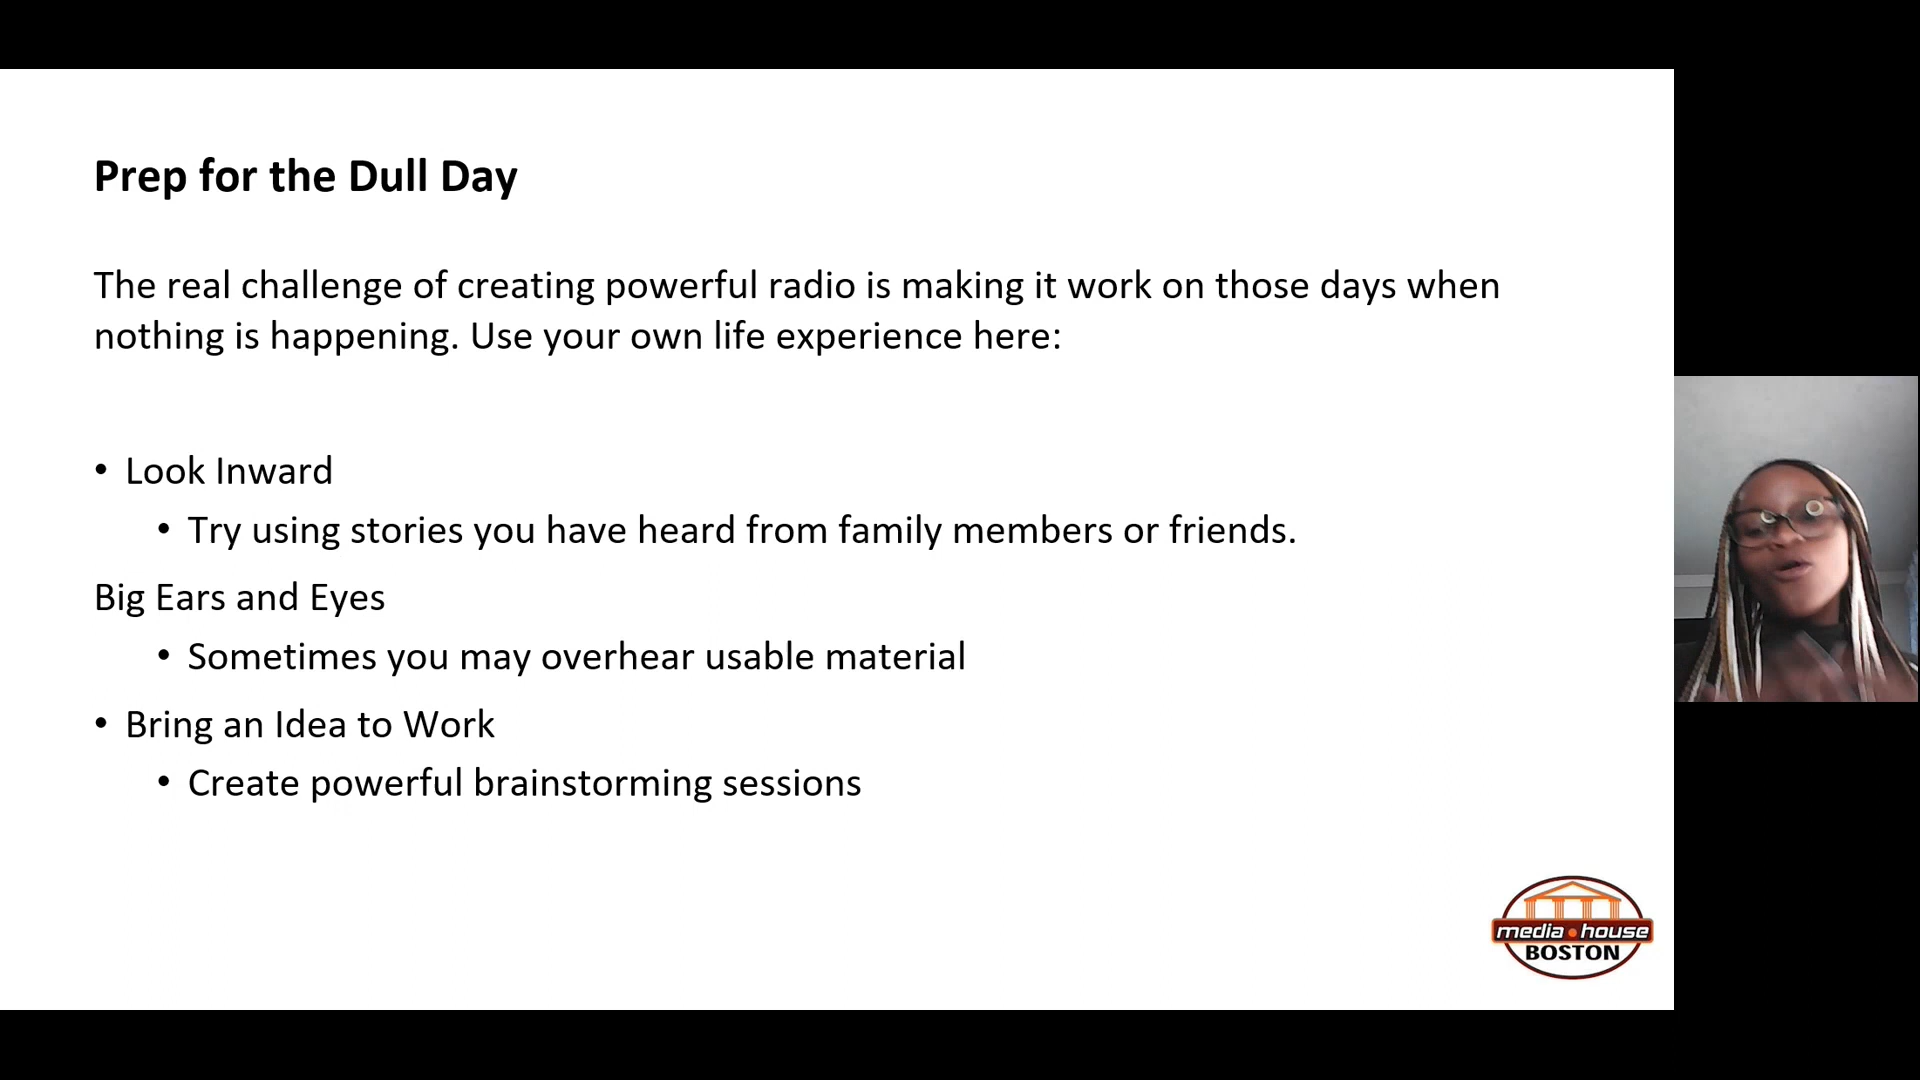 Prep for the Dull Day
The real challenge of creating powerful radio is making it work on those days when
nothing is happening. Use your own life experience here:
• Look Inward
• Try using stories you have heard from family members or friends.
Big Ears and Eyes
• Sometimes you may overhear usable material
• Bring an Idea to Work
• Create powerful brainstorming sessions
media•house
BOSTON